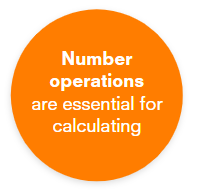 Number
operations
are essential for
calculating